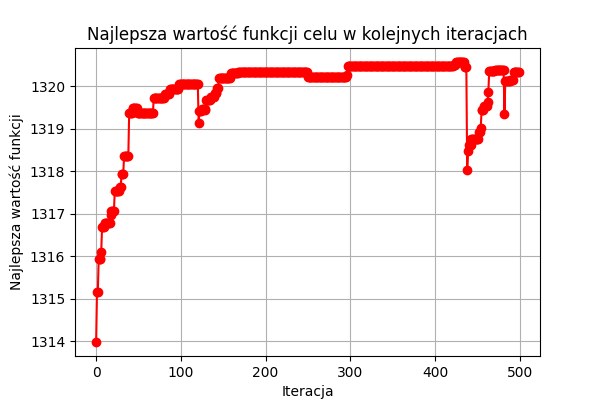 Najlepsza wartość funkcji celu w kolejnych iteracjach
Najlepsza wartość funkcji
1320
1319
1318
1317
1316
1315
1314
0 100 200 300 400 500
Iteracja